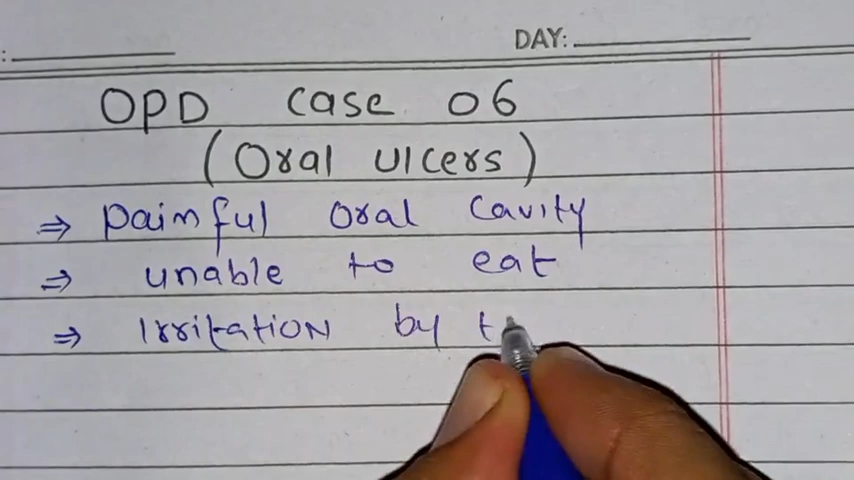 DAY:
OPD case 06
(Oral ulcers)
⇒ painful oral cavity
⇒ unable to eat
⇒ Irritation by t